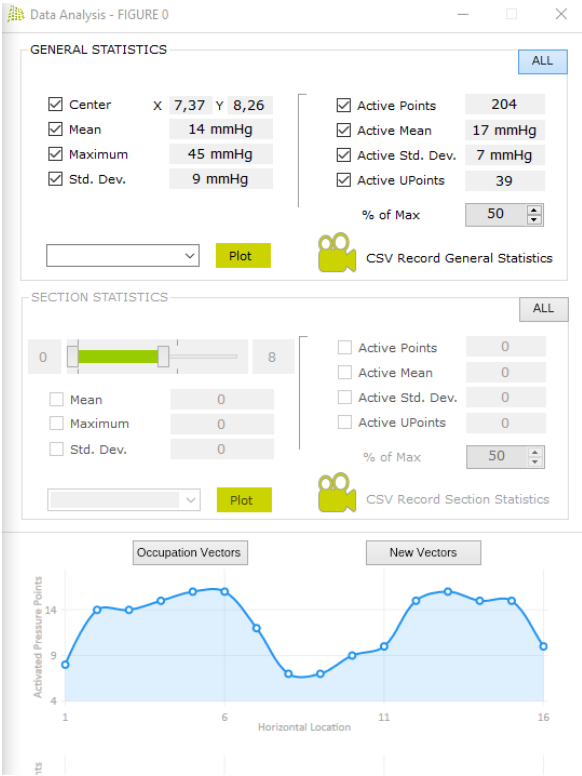 Data Analysis - FIGURE 0
GENERAL STATISTICS
ALL
Center X 7,37 Y 8,26
Mean 14 mmHg
Maximum 45 mmHg
Std. Dev. 9 mmHg
Active Points 204
Active Mean 17 mmHg
Active Std. Dev. 7 mmHg
Active UPoints 39
% of Max 50
Plot
CSV Record General Statistics
SECTION STATISTICS
ALL
0 8
Mean 0
Maximum 0
Std. Dev. 0
Active Points 0
Active Mean 0
Active Std. Dev. 0
Active UPoints 0
% of Max 50
Plot
CSV Record Section Statistics
Occupation Vectors
New Vectors
Activated Pressure Points
14
9
4
1 6 11 16
Horizontal Location
nts